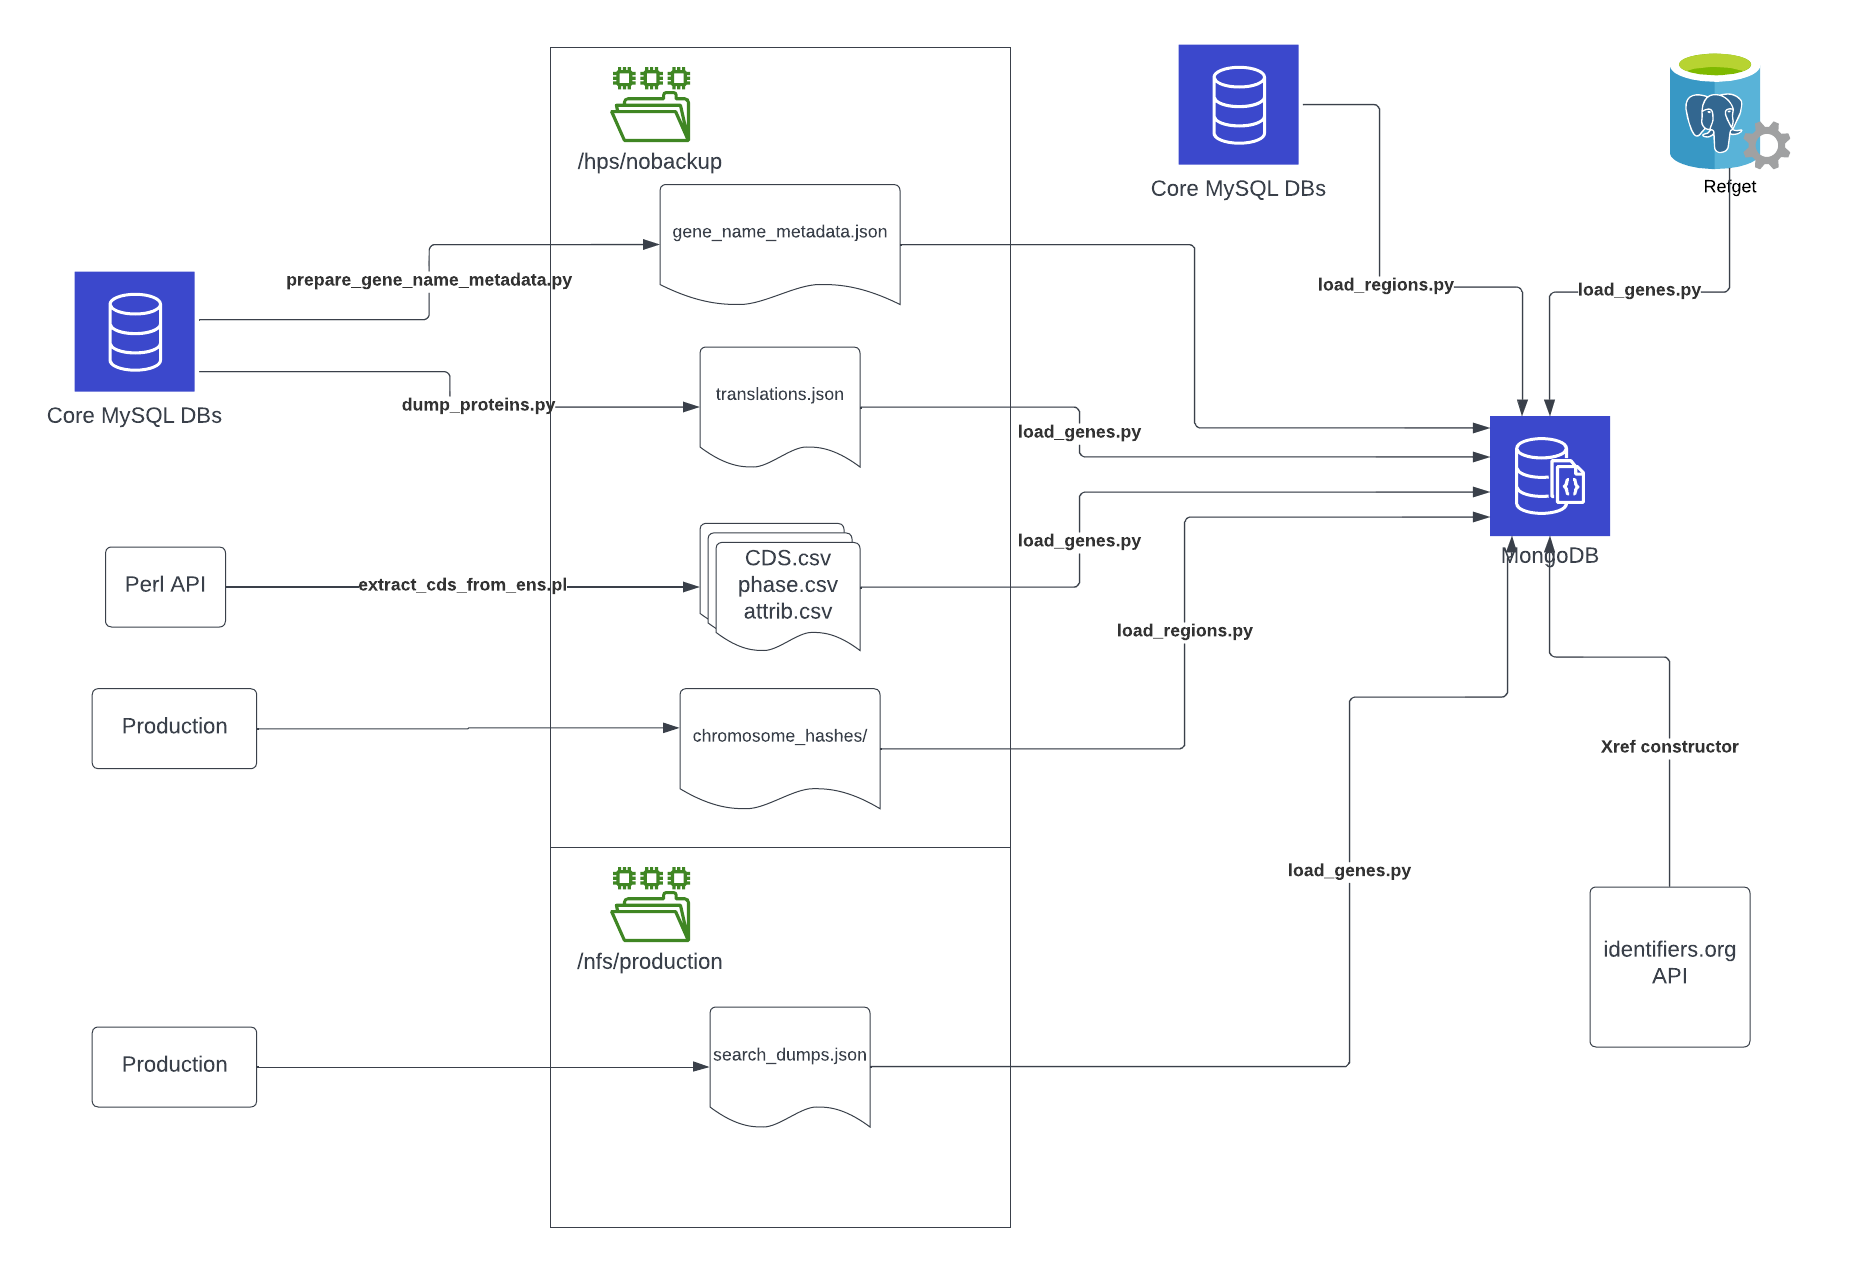 /hps/nobackup
Core MySQL DBs
Refget
gene_name_metadata.json
prepare_gene_name_metadata.py
load_regions.py
load_genes.py
translations.json
dump_proteins.py
Core MySQL DBs
load_genes.py
CDS.csv
phase.csv
attrib.csv
load_genes.py
MongoDB
Perl API
extract_cds_from_ens.pl
load_regions.py
Production
chromosome_hashes/
Xref constructor
load_genes.py
/nfs/production
identifiers.org
API
Production
search_dumps.json